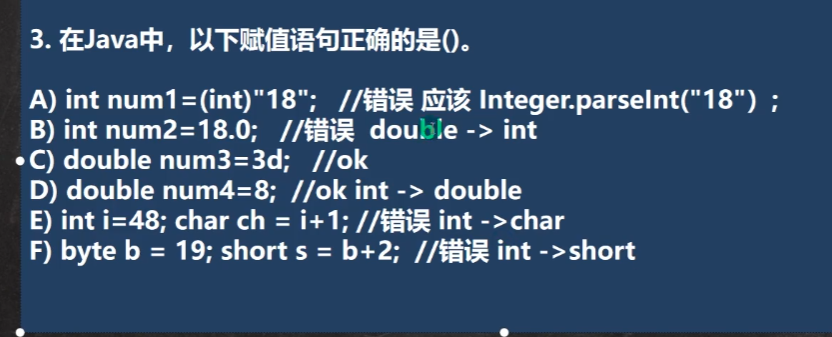 3. 在Java中，以下赋值语句正确的是()。
A) int num1=(int)"18"; //错误 应该 Integer.parseInt("18") ;
B) int num2=18.0; //错误 double -> int
C) double num3=3d; //ok
D) double num4=8; //ok int -> double
E) int i=48; char ch = i+1; //错误 int ->char
F) byte b = 19; short s = b+2; //错误 int ->short